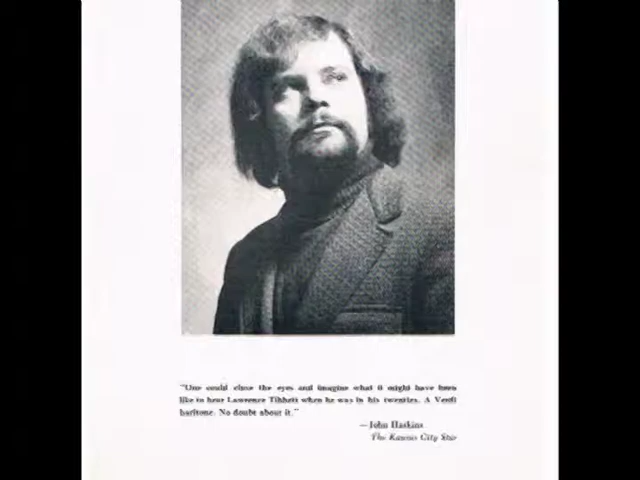 "One could close the eyes and imagine what it might have been
like to hear Lawrence Tibbett when he was in his twenties. A Verdi
baritone. No doubt about it."
—John Haskins
The Kansas City Star